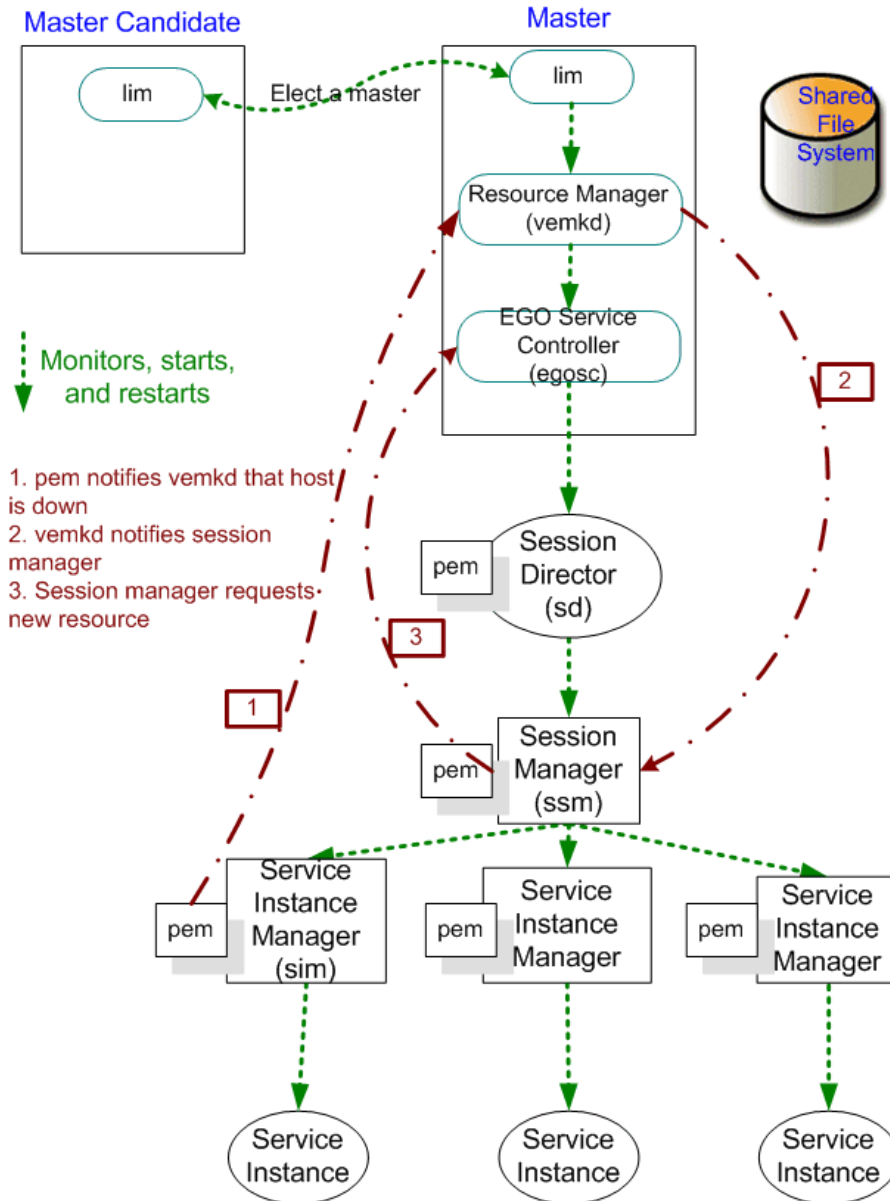 Master Candidate
Master
lim
Elect a master
lim
Shared
File
System
Resource Manager
(vemkd)
EGO Service
Controller
(egosc)
Monitors, starts,
and restarts
2
1. pem notifies vemkd that host
is down
2. vemkd notifies session
manager
3. Session manager requests
new resource
pem
Session
Director
(sd)
3
1
pem
Session
Manager
(ssm)
pem
Service
Instance
Manager
(sim)
pem
Service
Instance
Manager
pem
Service
Instance
Manager
Service
Instance
Service
Instance
Service
Instance